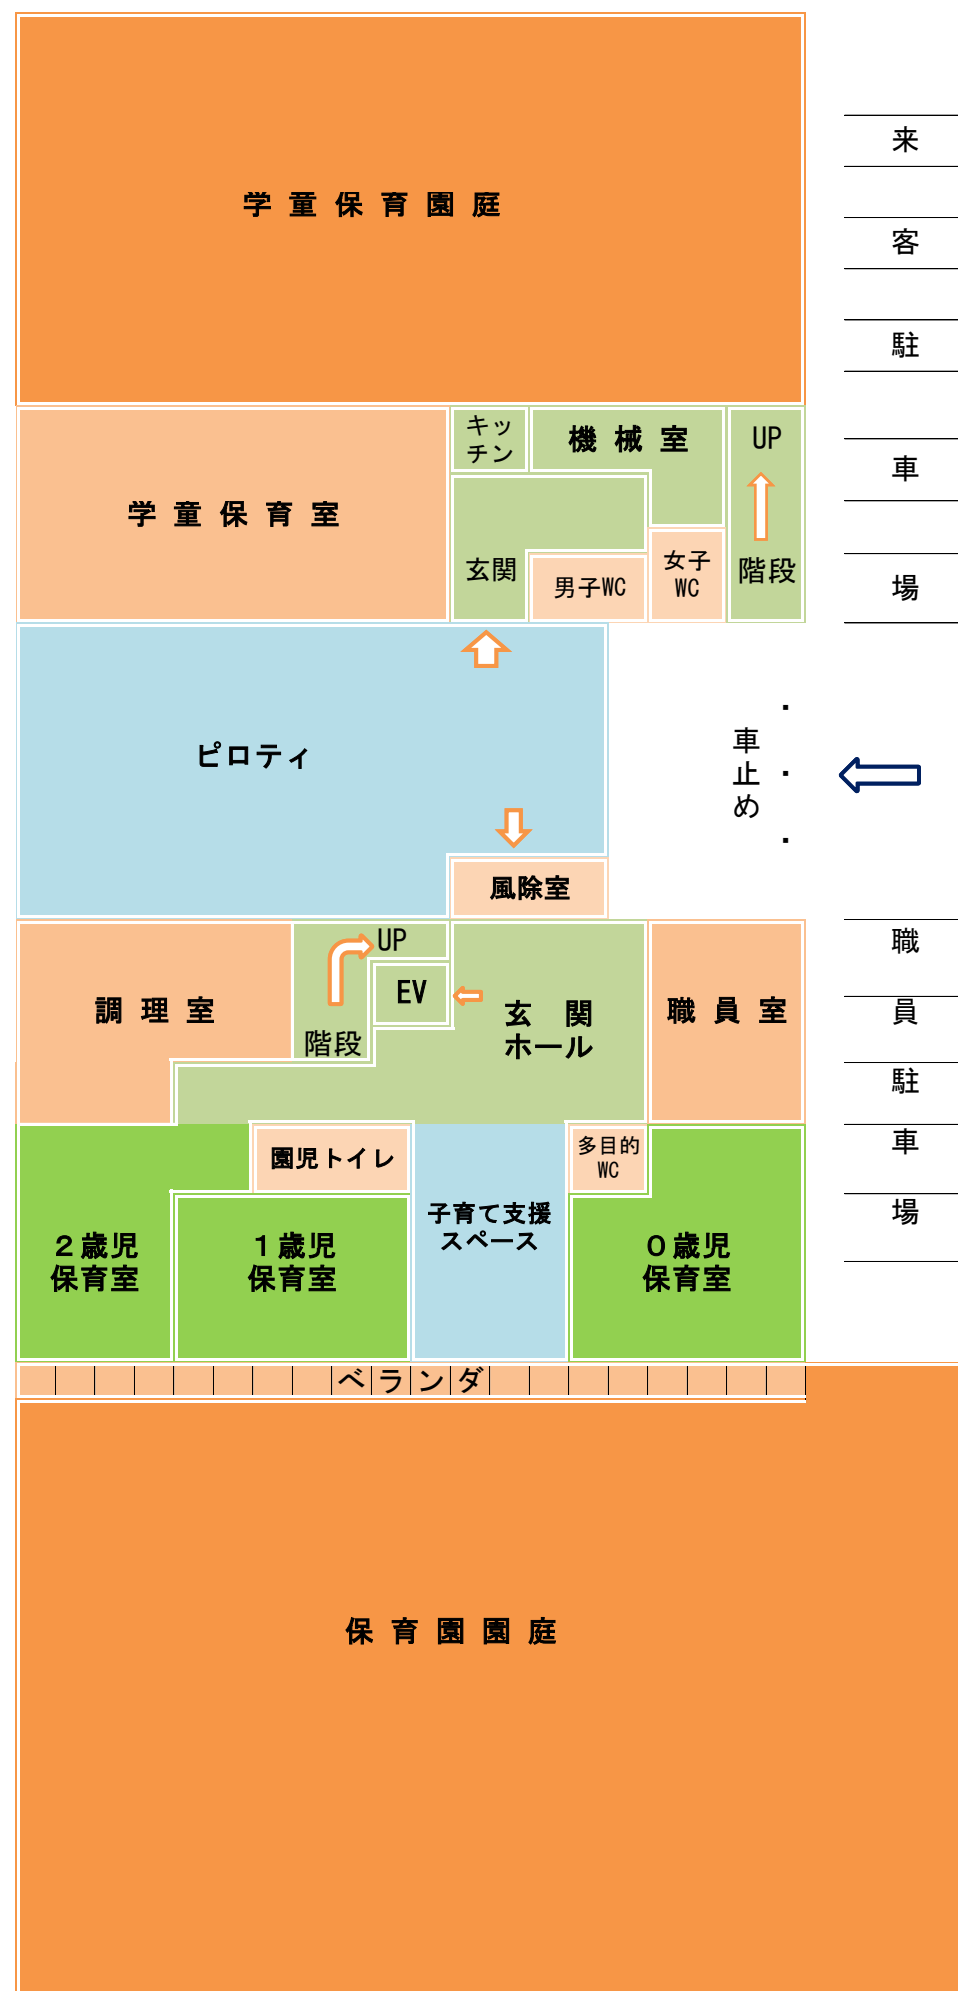 学童保育園庭
来
客
駐
車
場
キッ
チン
機械室
UP
学童保育室
玄関
男子WC
女子
WC
階段
ピロティ
・
車止め
・
・
風除室
調理室
UP
EV
階段
玄　関
ホール
職員室
職
員
駐
車
場
園児トイレ
多目的
WC
２歳児
保育室
１歳児
保育室
子育て支援
スペース
０歳児
保育室
ベランダ
保育園園庭